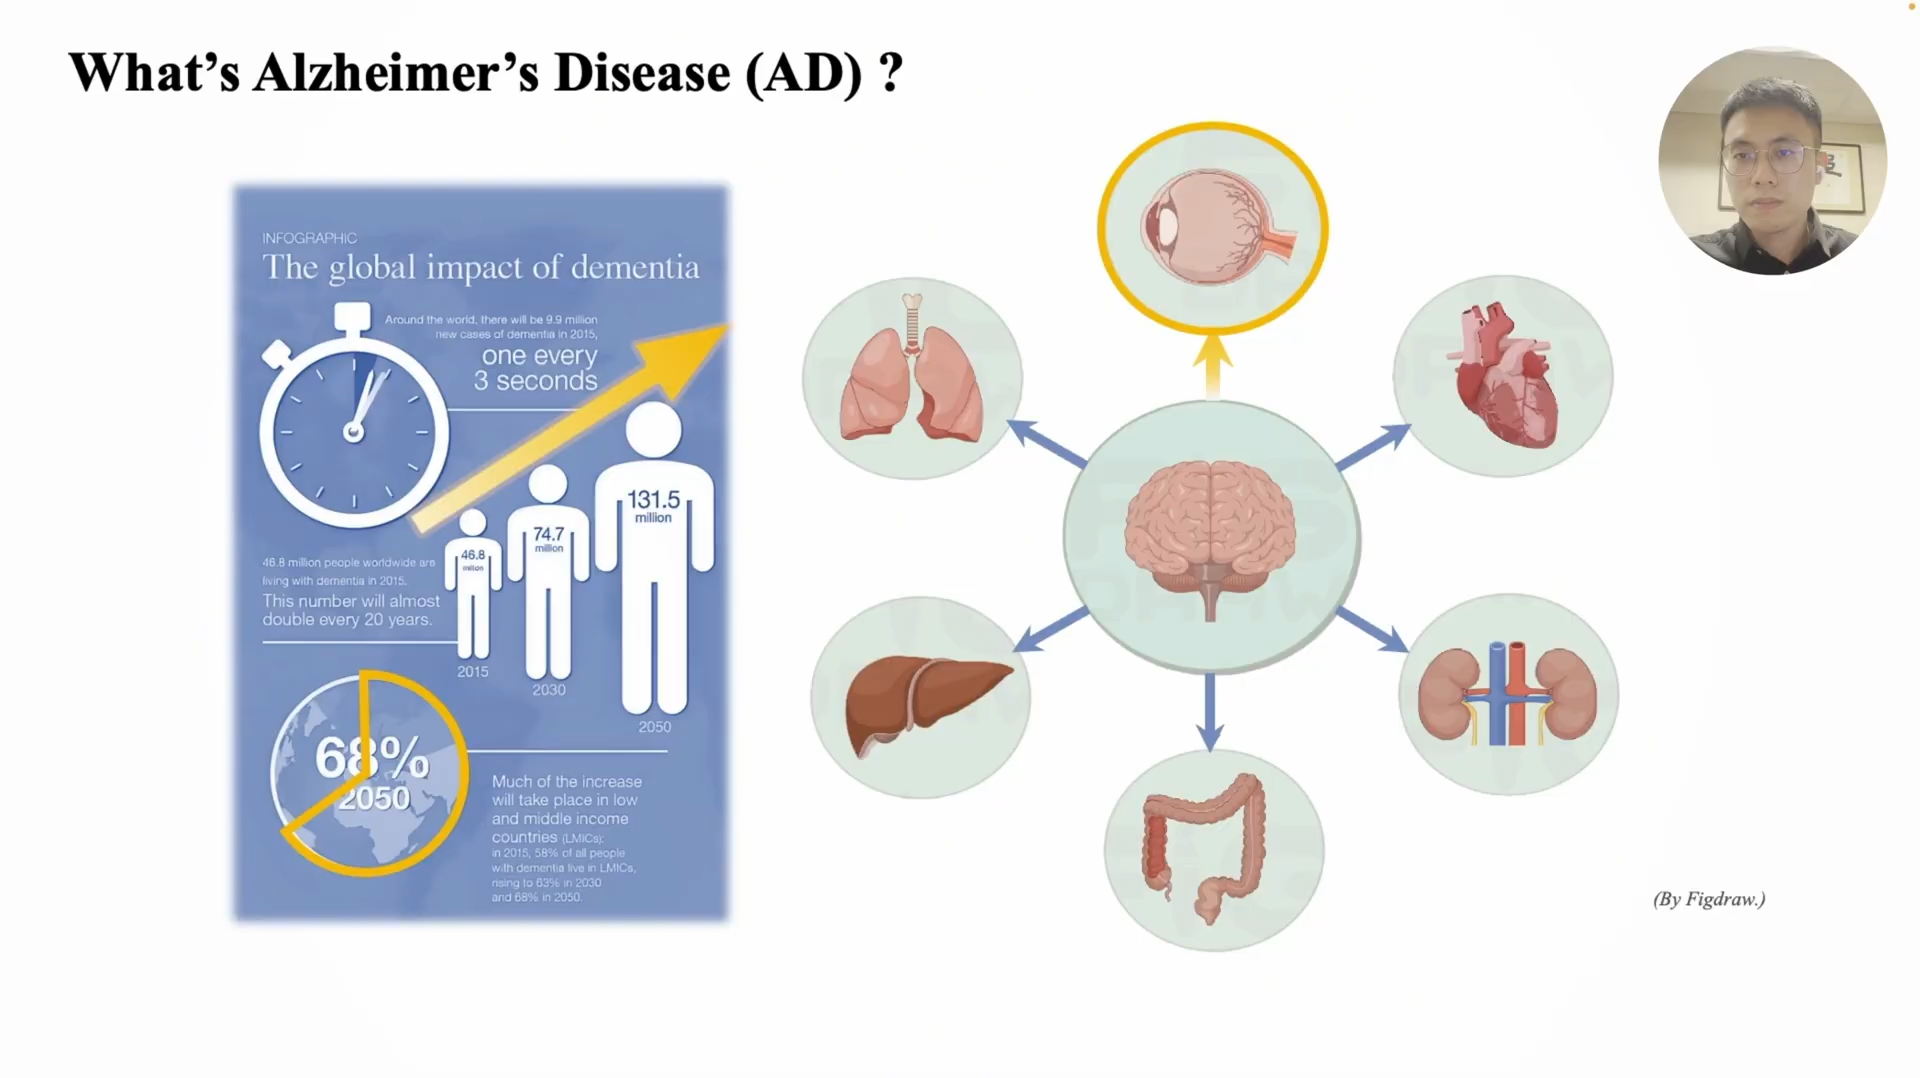 What's Alzheimer's Disease (AD) ?
INFOGRAPHIC
The global impact of dementia
Around the world, there will be 9.9 million
new cases of dementia in 2015,
one every
3 seconds
46.8
million
74.7
million
131.5
million
46.8 million people worldwide are
living with dementia in 2015.
This number will almost
double every 20 years.
2015
2030
2050
68%
2050
Much of the increase
will take place in low
and middle income
countries (LMICs):
in 2015, 58% of all people
with dementia live in LMICs,
rising to 63% in 2030
and 68% in 2050.
(By Figdraw.)